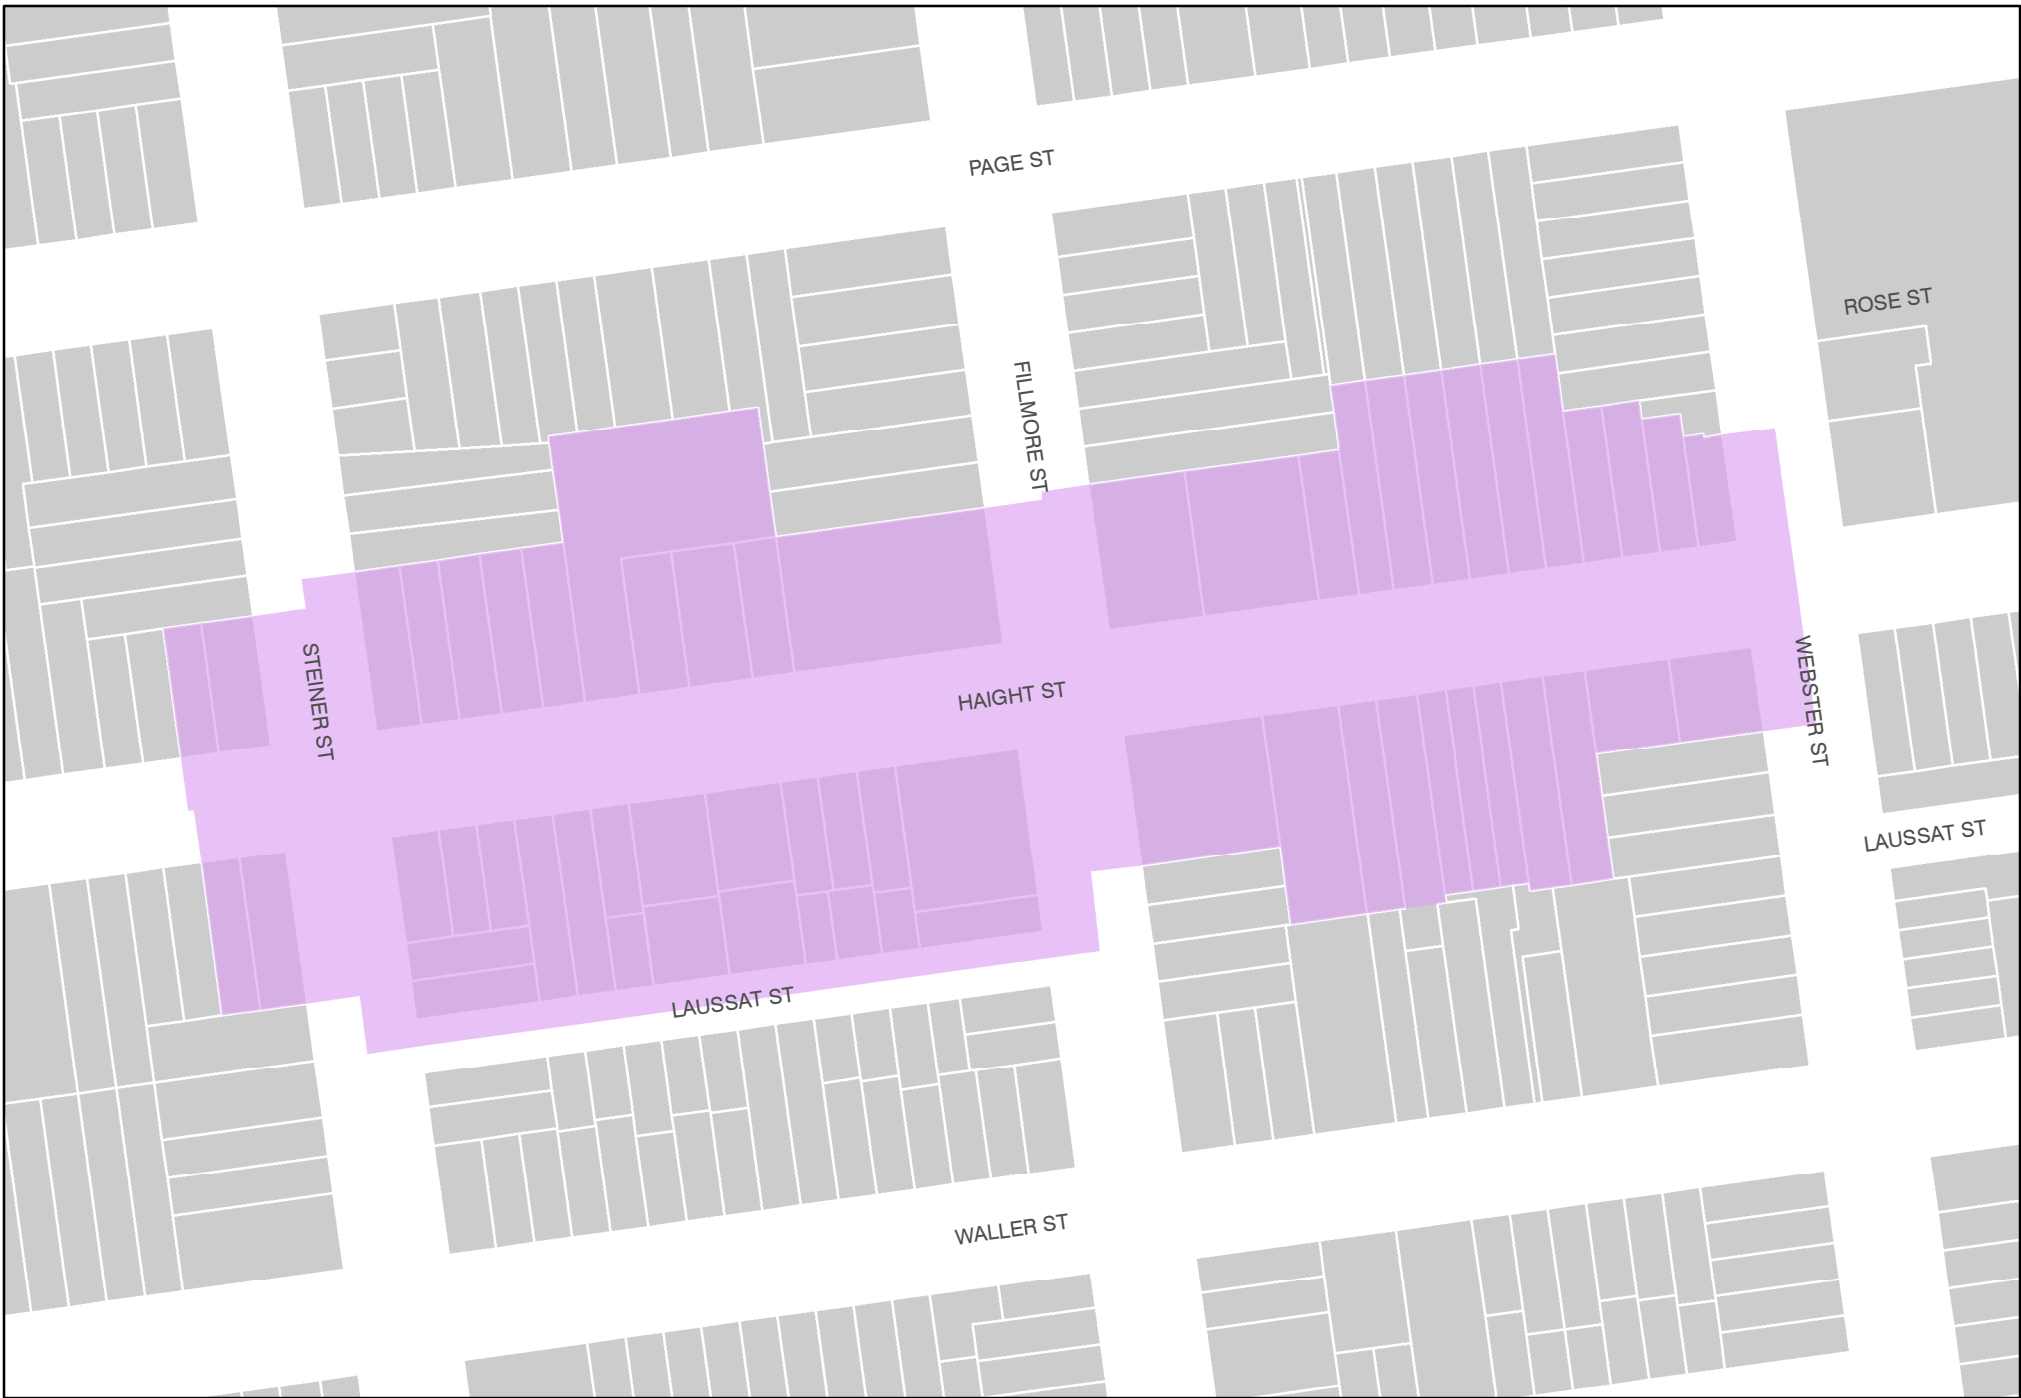 PAGE ST
ROSE ST
FILLMORE ST
STEINER ST
HAIGHT ST
WEBSTER ST
LAUSSAT ST
LAUSSAT ST
WALLER ST